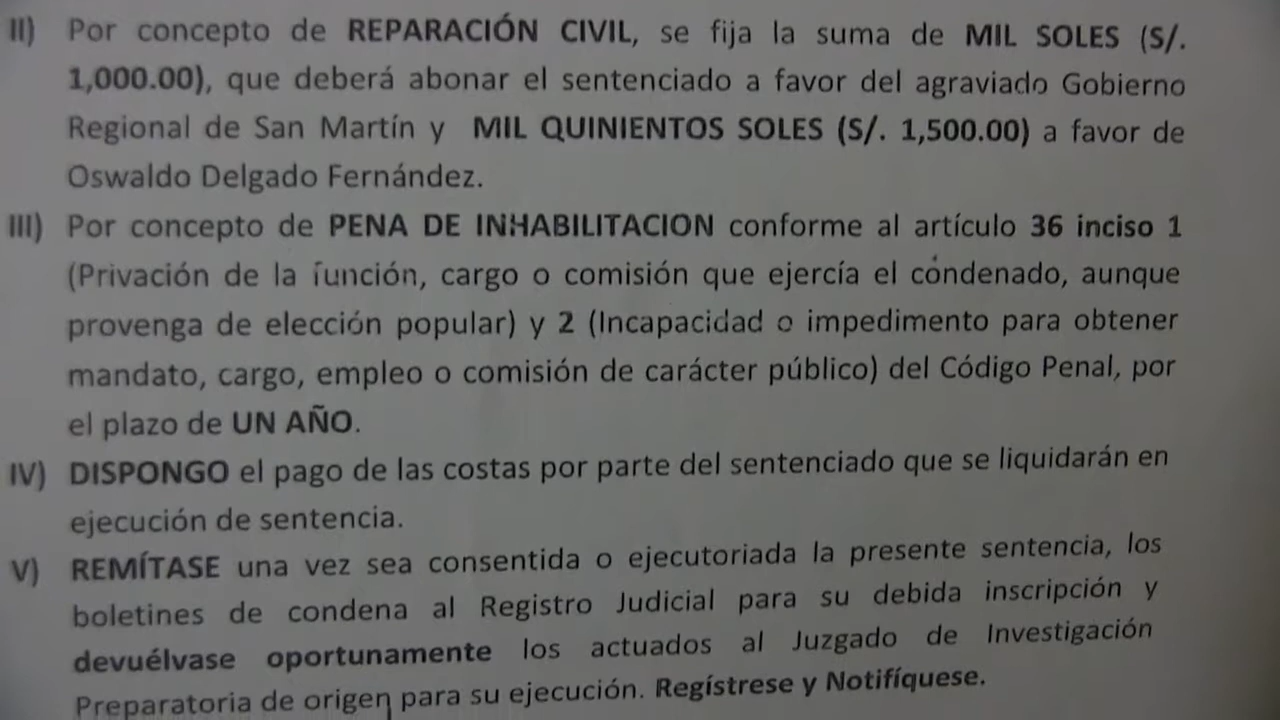 II) Por concepto de REPARACIÓN CIVIL, se fija la suma de MIL SOLES (S/.
1,000.00), que deberá abonar el sentenciado a favor del agraviado Gobierno
Regional de San Martín y MIL QUINIENTOS SOLES (S/. 1,500.00) a favor de
Oswaldo Delgado Fernández.
III) Por concepto de PENA DE INHABILITACION conforme al artículo 36 inciso 1
(Privación de la función, cargo o comisión que ejercía el condenado, aunque
provenga de elección popular) y 2 (Incapacidad o impedimento para obtener
mandato, cargo, empleo o comisión de carácter público) del Código Penal, por
el plazo de UN AÑO.
IV) DISPONGO el pago de las costas por parte del sentenciado que se liquidarán en
ejecución de sentencia.
V) REMÍTASE una vez sea consentida o ejecutoriada la presente sentencia, los
boletines de condena al Registro Judicial para su debida inscripción y
devuélvase oportunamente los actuados al Juzgado de Investigación
Preparatoria de origen para su ejecución. Regístrese y Notifíquese.